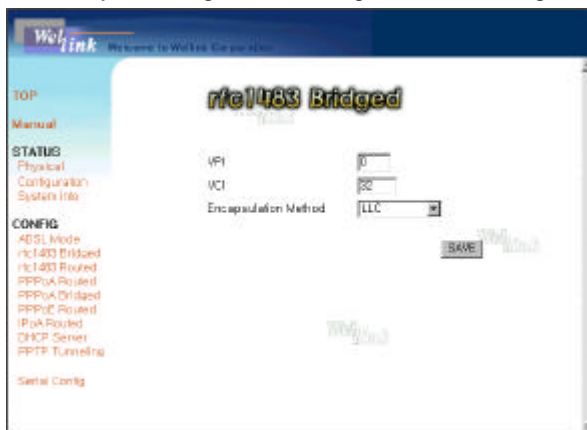 Wellink
Welcome to Wellink Corporation
TOP
Manual
STATUS
Physical
Configuration
System info
CONFIG
ADSL Mode
rfc1483 Bridged
rfc1483 Routed
PPPoA Routed
PPPoA Bridged
PPPoE Routed
IPoA Routed
DHCP Server
PPTP Tunneling
Serial Config
rfc1483 Bridged
VPI 0
VCI 32
Encapsulation Method LLC
SAVE